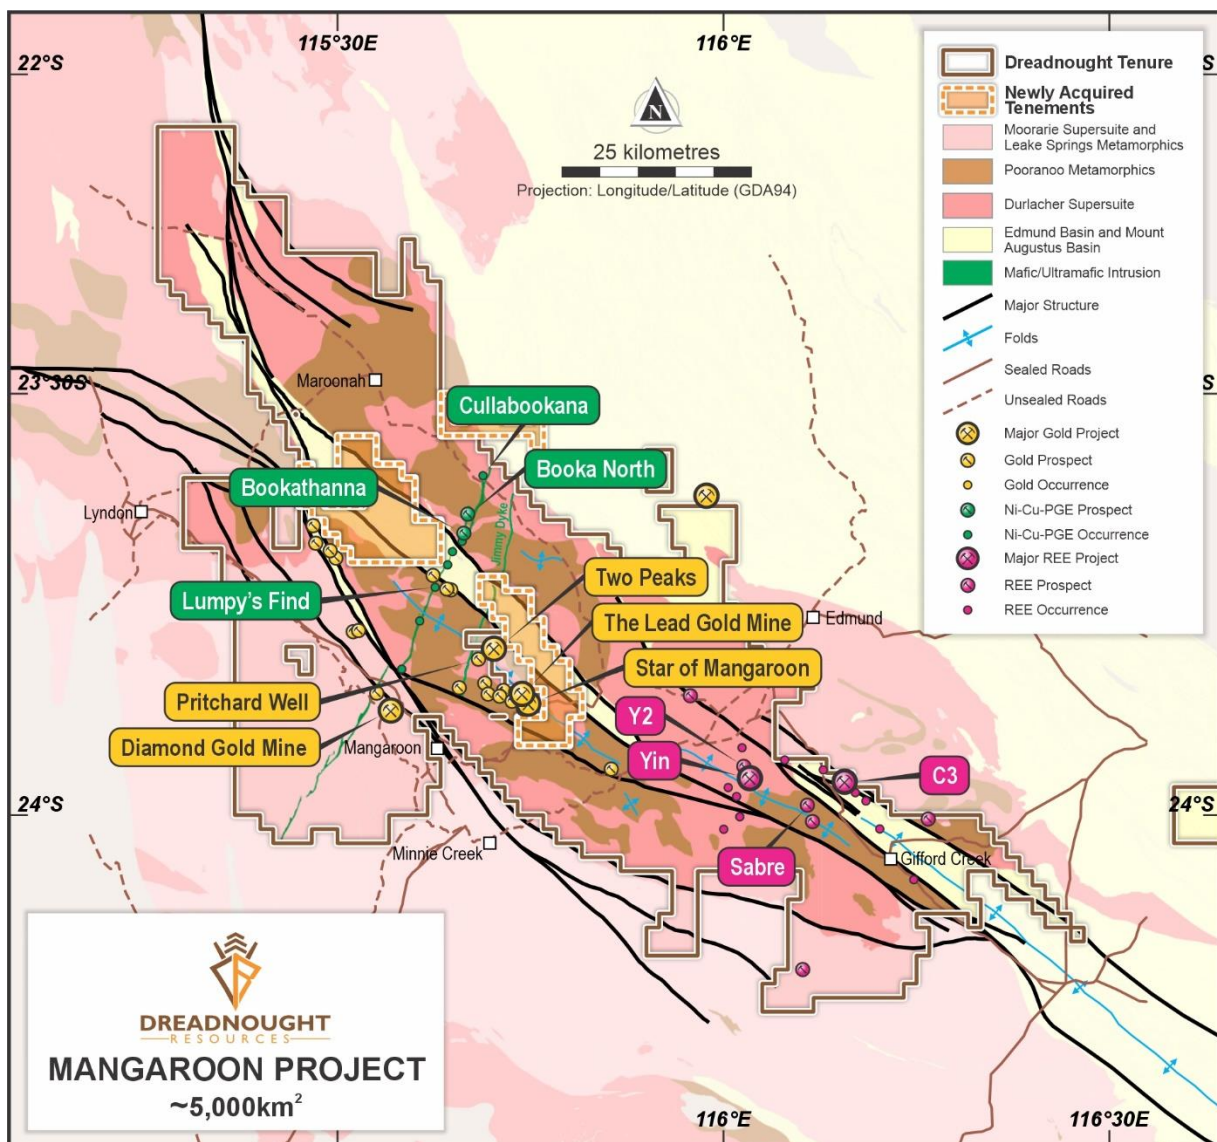 115°30'E
116°E
22°S
S
Dreadnought Tenure
Newly Acquired
Tenements
Moorarie Supersuite and
Leake Springs Metamorphics
Pooranoo Metamorphics
Durlacher Supersuite
Edmund Basin and Mount
Augustus Basin
Mafic/Ultramafic Intrusion
Major Structure
Folds
Sealed Roads
Unsealed Roads
Major Gold Project
Gold Prospect
Gold Occurrence
Ni-Cu-PGE Prospect
Ni-Cu-PGE Occurrence
Major REE Project
REE Prospect
REE Occurrence
N
25 kilometres
Projection: Longitude/Latitude (GDA94)
23°30'S
S
Maroonah
Cullabookana
Booka North
Bookathanna
Lyndon
Jimmy Dyke
Two Peaks
Lumpy's Find
The Lead Gold Mine
Edmund
Star of Mangaroon
Pritchard Well
Y2
Diamond Gold Mine
Mangaroon
Yin
C3
24°S
24°S
Minnie Creek
Sabre
Gifford Creek
DREADNOUGHT
RESOURCES
MANGAROON PROJECT
~5,000km²
116°E
116°30'E